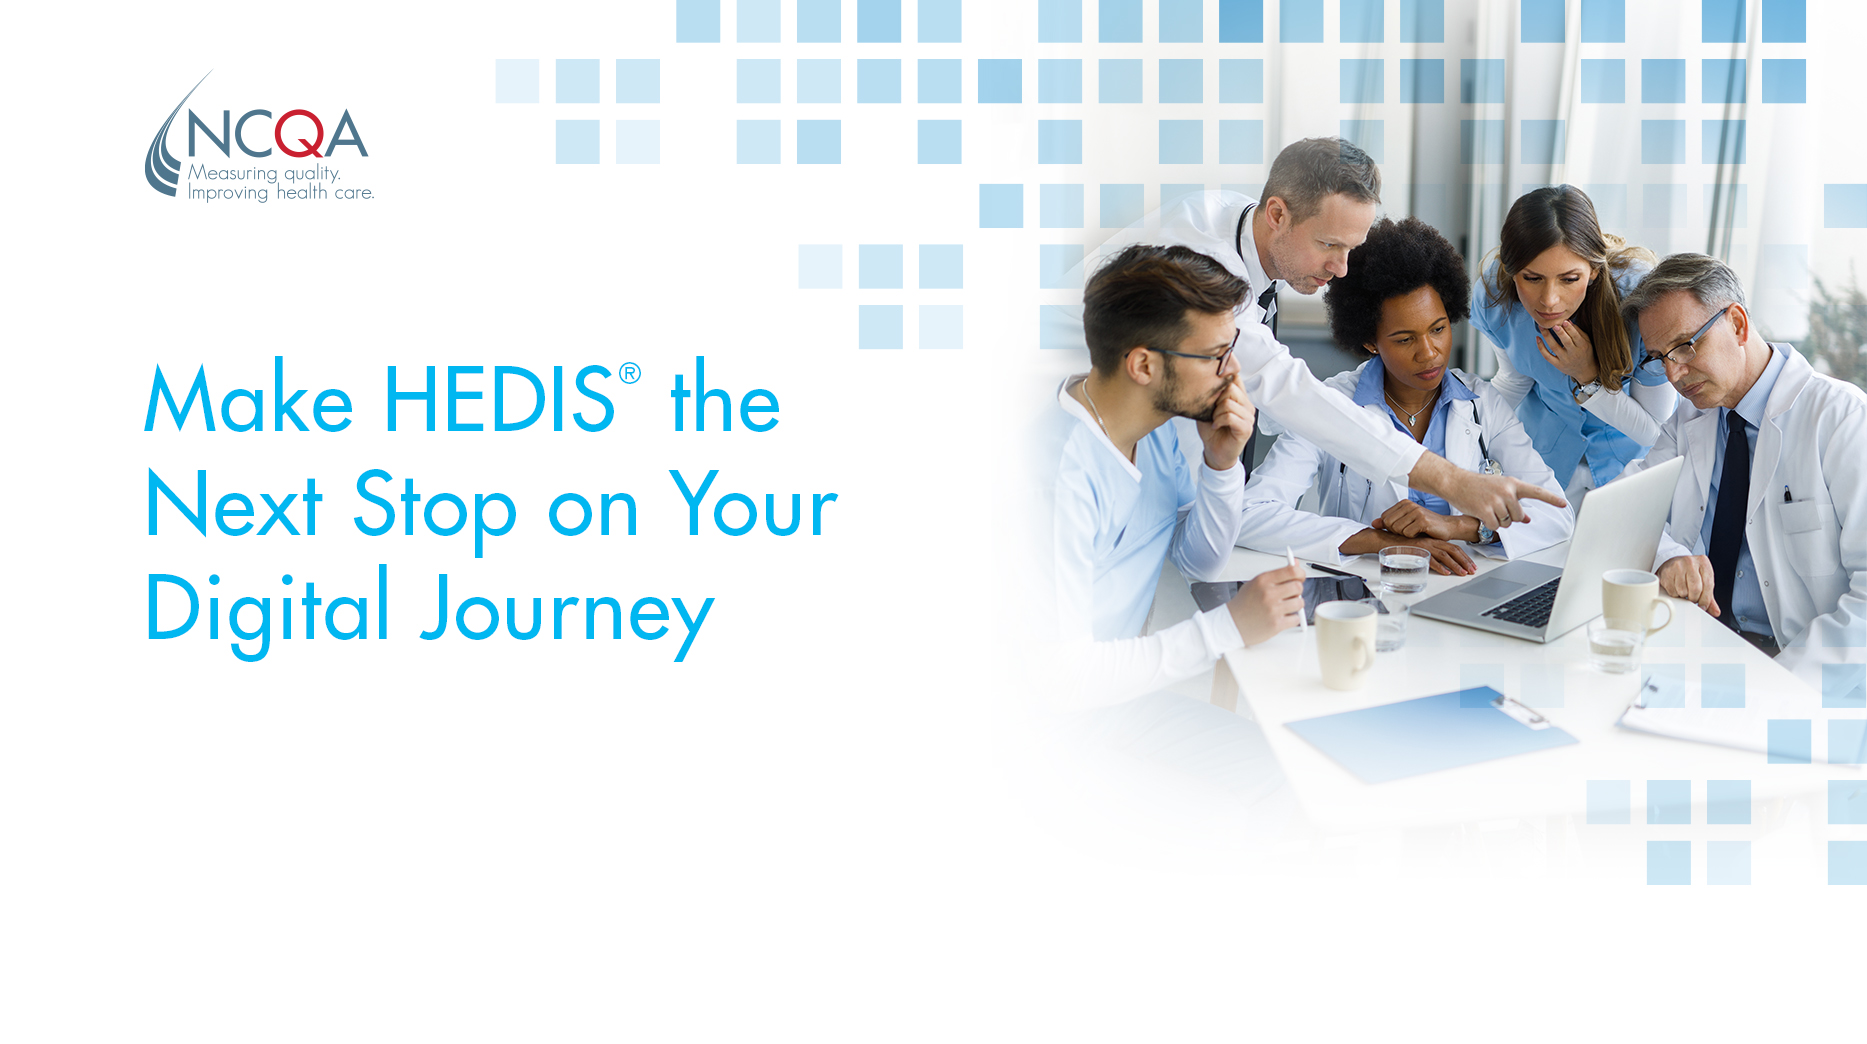 NCQA
Measuring quality.
Improving health care.
Make HEDIS® the
Next Stop on Your
Digital Journey